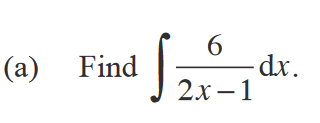 (a) Find ∫ 6/(2x − 1) dx.